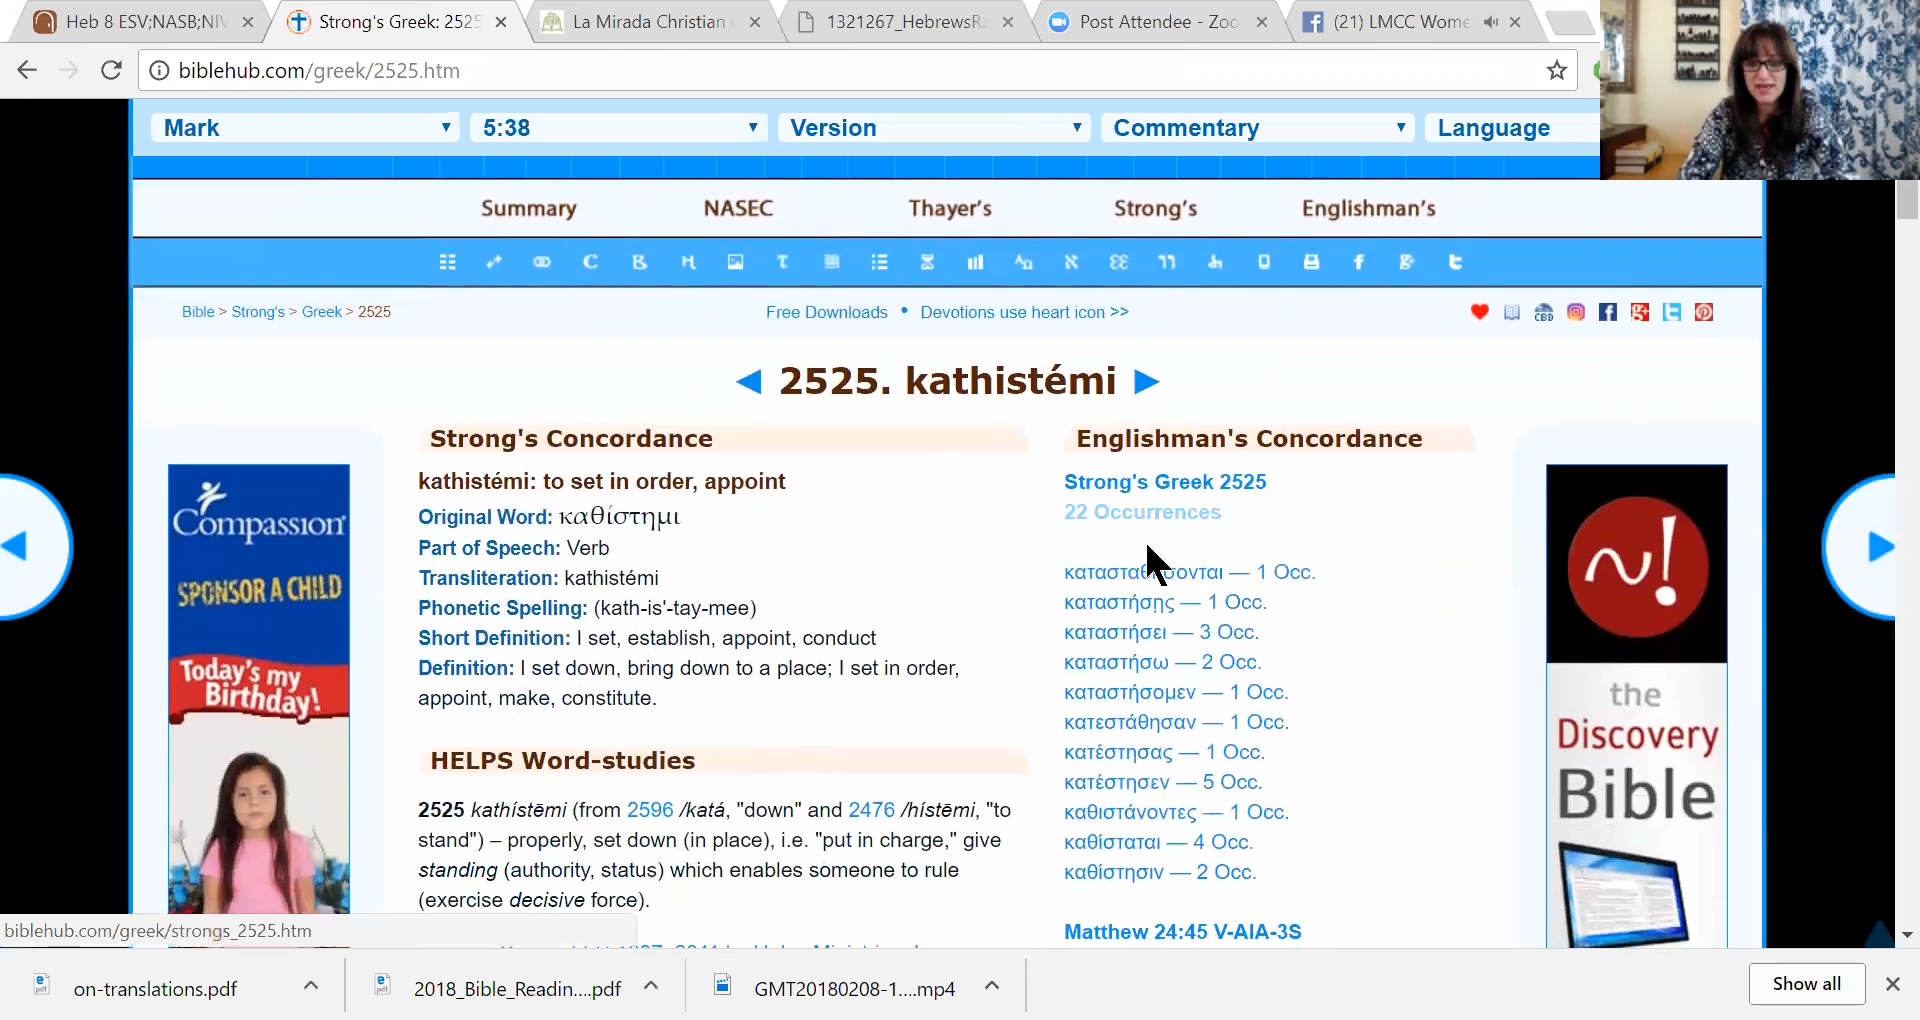 Heb 8 ESV;NASB;NIV
Strong's Greek: 2525
La Mirada Christian
1321267_HebrewsR
Post Attendee - Zoo
(21) LMCC Wome
biblehub.com/greek/2525.htm
Mark
5:38
Version
Commentary
Language
Summary
NASEC
Thayer's
Strong's
Englishman's
Bible > Strong's > Greek > 2525
Free Downloads • Devotions use heart icon >>
CBD
◄ 2525. kathistémi ►
Strong's Concordance
kathistémi: to set in order, appoint
Original Word: καθίστημι
Part of Speech: Verb
Transliteration: kathistémi
Phonetic Spelling: (kath-is'-tay-mee)
Short Definition: I set, establish, appoint, conduct
Definition: I set down, bring down to a place; I set in order,
appoint, make, constitute.
HELPS Word-studies
2525 kathístēmi (from 2596 /katá, "down" and 2476 /hístēmi, "to
stand") – properly, set down (in place), i.e. "put in charge," give
standing (authority, status) which enables someone to rule
(exercise decisive force).
Englishman's Concordance
Strong's Greek 2525
22 Occurrences
— 1 Occ.
καταστήσῃς — 1 Occ.
καταστήσει — 3 Occ.
καταστήσω — 2 Occ.
καταστήσομεν — 1 Occ.
κατεστάθησαν — 1 Occ.
κατέστησας — 1 Occ.
κατέστησεν — 5 Occ.
καθιστάνοντες — 1 Occ.
καθίσταται — 4 Occ.
καθίστησιν — 2 Occ.
Matthew 24:45 V-AIA-3S
Compassion
SPONSOR A CHILD
Today's my
Birthday!
the
Discovery
Bible
biblehub.com/greek/strongs_2525.htm
on-translations.pdf
2018_Bible_Readin....pdf
GMT20180208-1....mp4
Show all